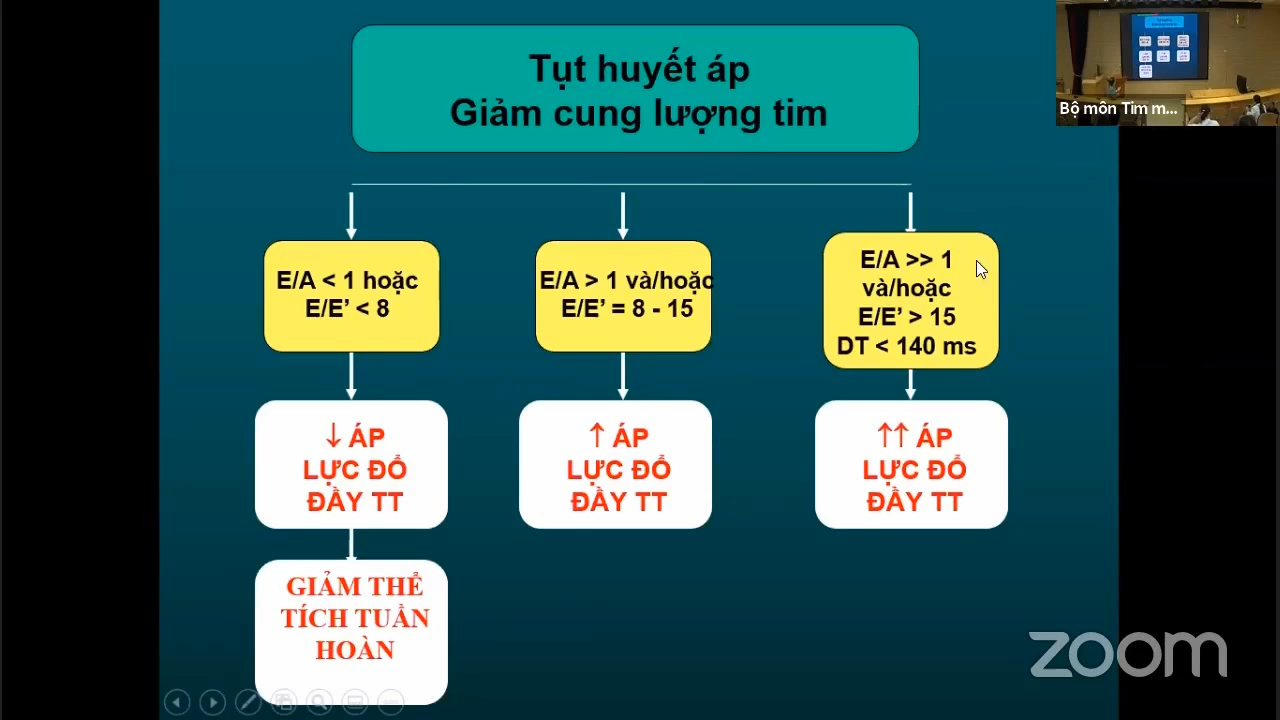 Tụt huyết áp
Giảm cung lượng tim
Bộ môn Tim m...
E/A < 1 hoặc
E/E’ < 8
E/A > 1 và/hoặc
E/E’ = 8 - 15
E/A >> 1
và/hoặc
E/E’ > 15
DT < 140 ms
↓ ÁP
LỰC ĐỔ
ĐẦY TT
↑ ÁP
LỰC ĐỔ
ĐẦY TT
↑↑ ÁP
LỰC ĐỔ
ĐẦY TT
GIẢM THỂ
TÍCH TUẦN
HOÀN
zoom